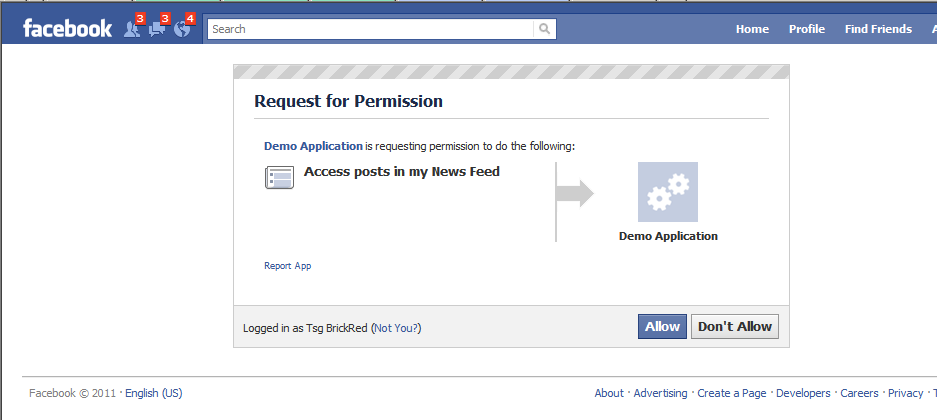 facebook 3 3 4 Search Home Profile Find Friends
Request for Permission
Demo Application is requesting permission to do the following:
Access posts in my News Feed
Demo Application
Report App
Logged in as Tsg BrickRed (Not You?) Allow Don't Allow
Facebook © 2011 · English (US) About · Advertising · Create a Page · Developers · Careers · Privacy ·